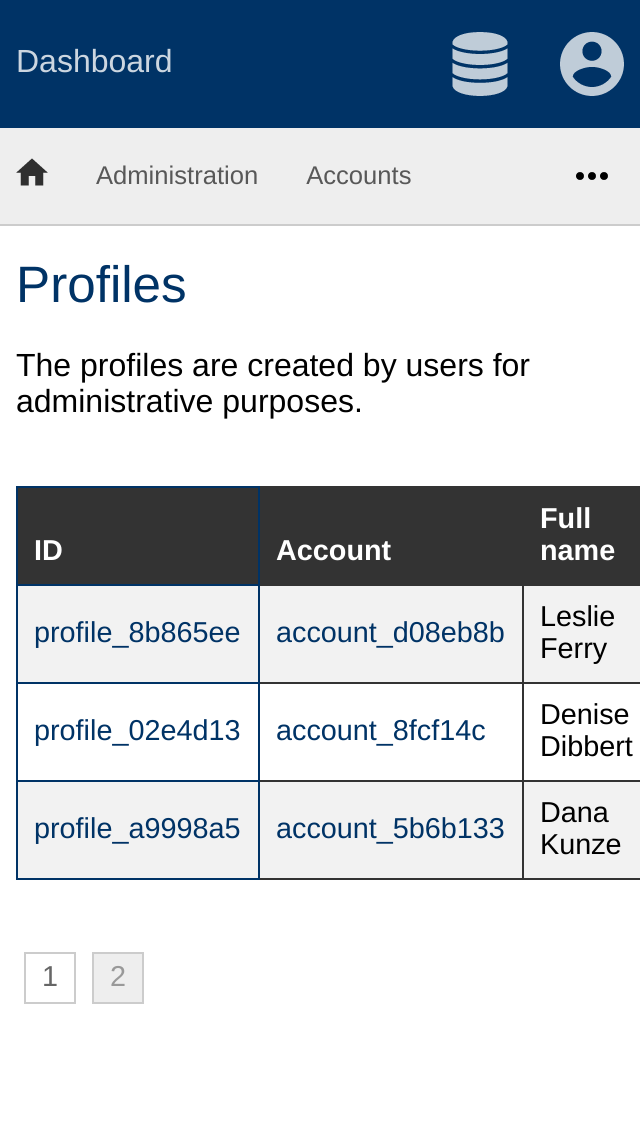 Dashboard
Administration Accounts
Profiles
The profiles are created by users for
administrative purposes.
ID Account Full name
profile_8b865ee account_d08eb8b Leslie Ferry
profile_02e4d13 account_8fcf14c Denise Dibbert
profile_a9998a5 account_5b6b133 Dana Kunze
1 2